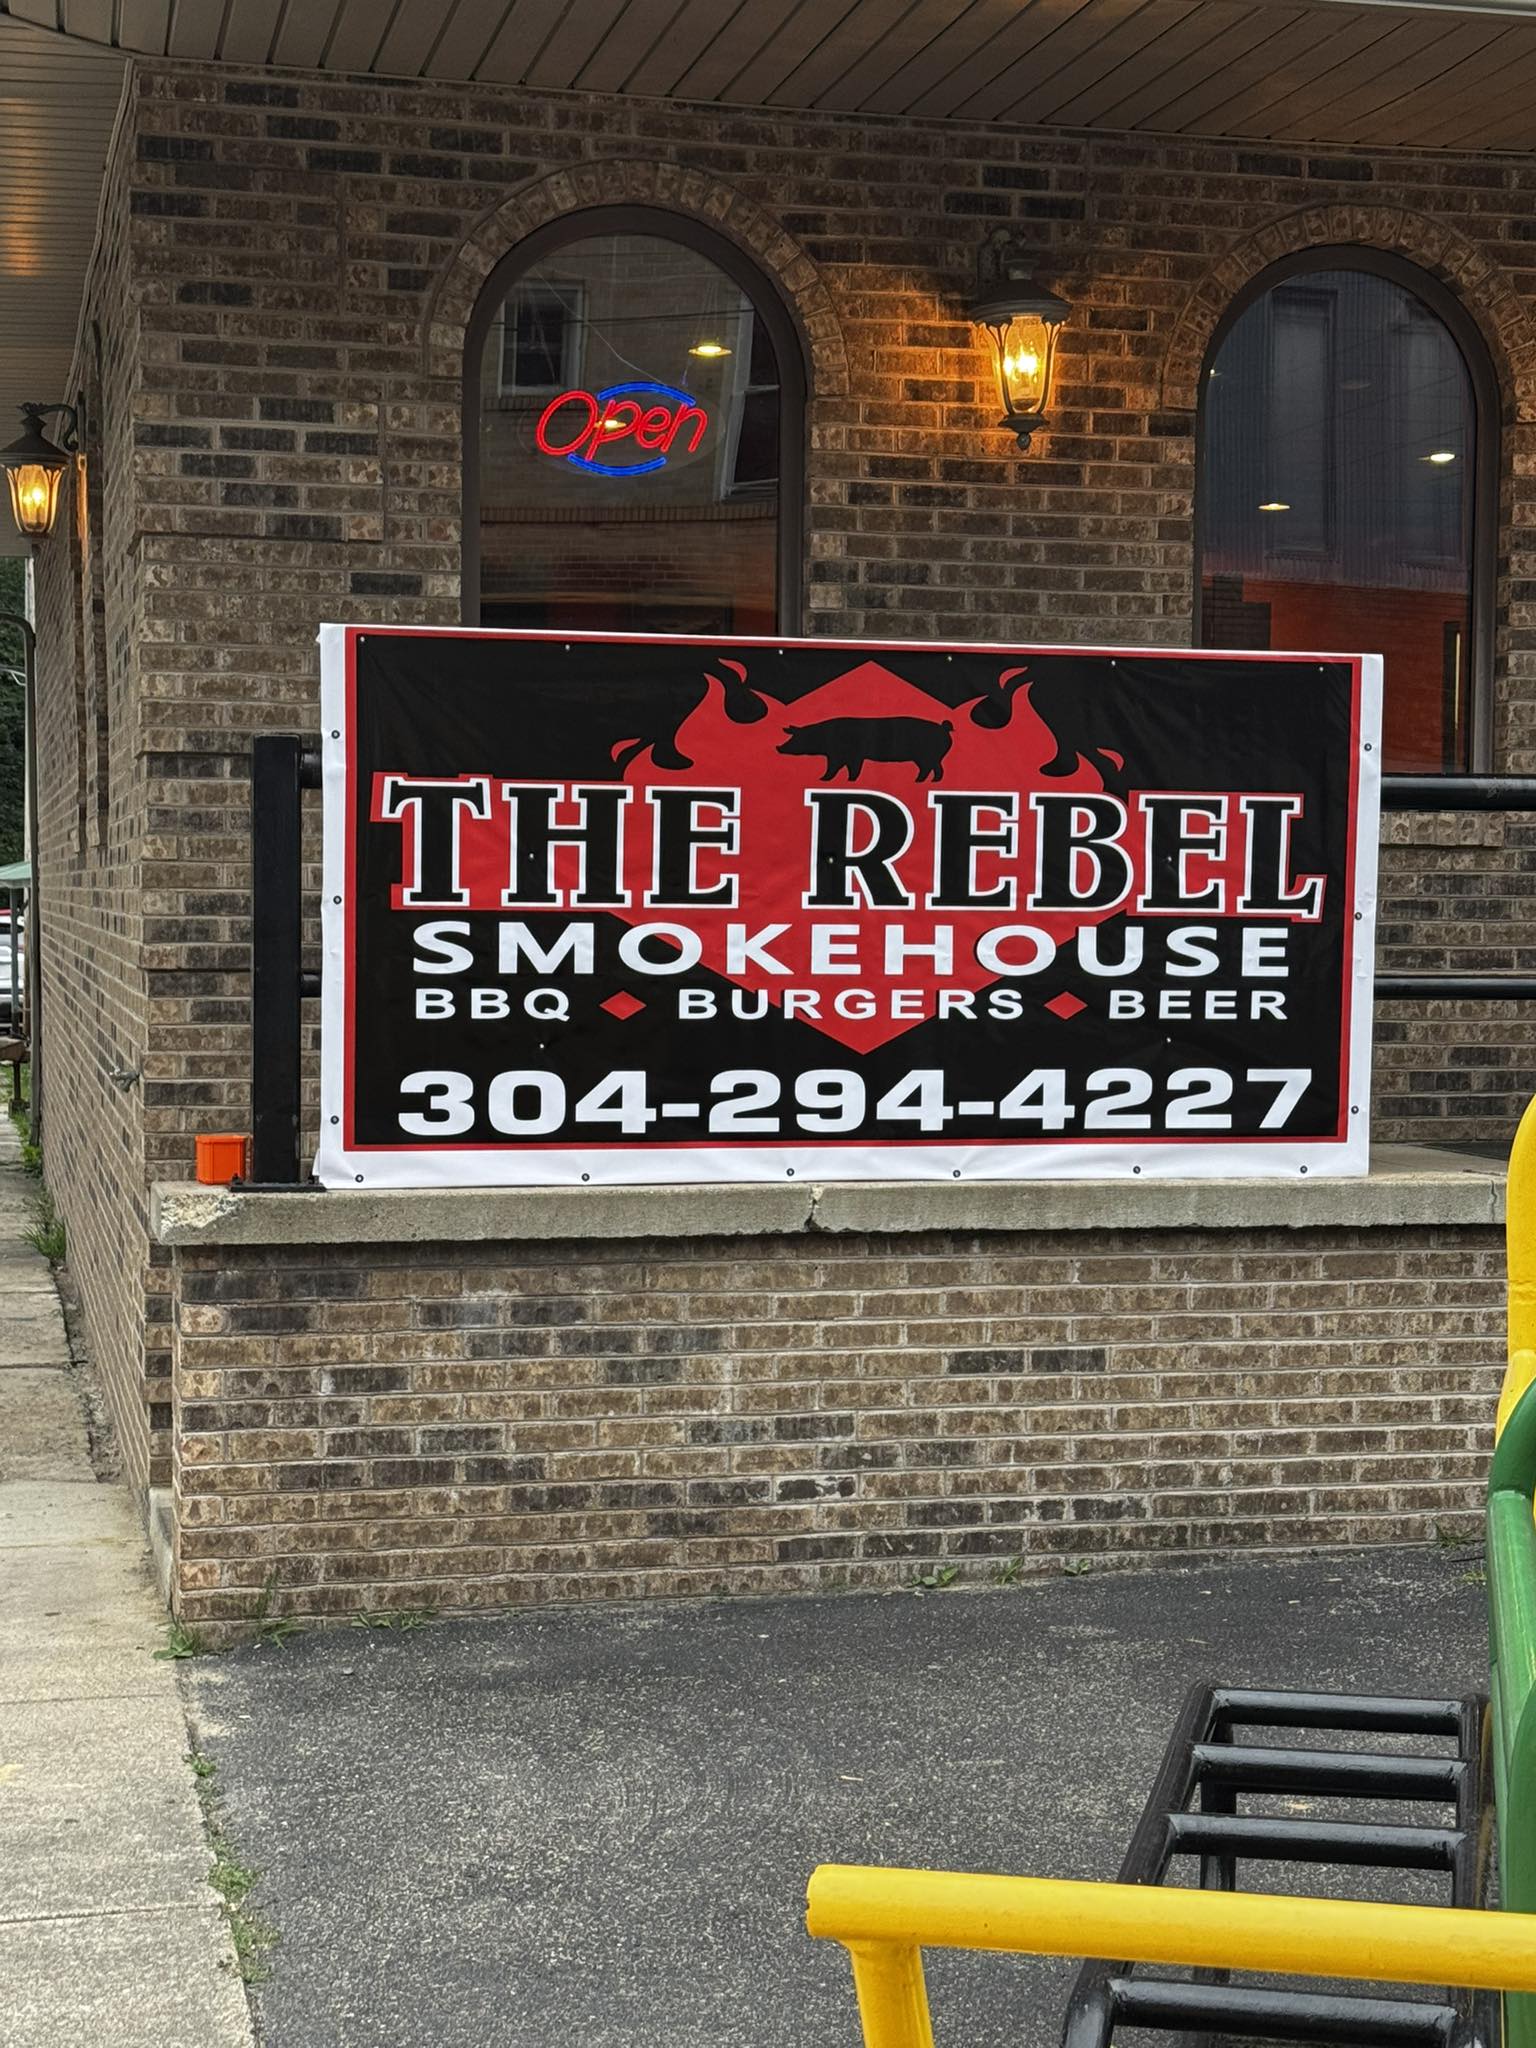 Open
THE REBEL
SMOKEHOUSE
BBQ ♦ BURGERS ♦ BEER
304-294-4227